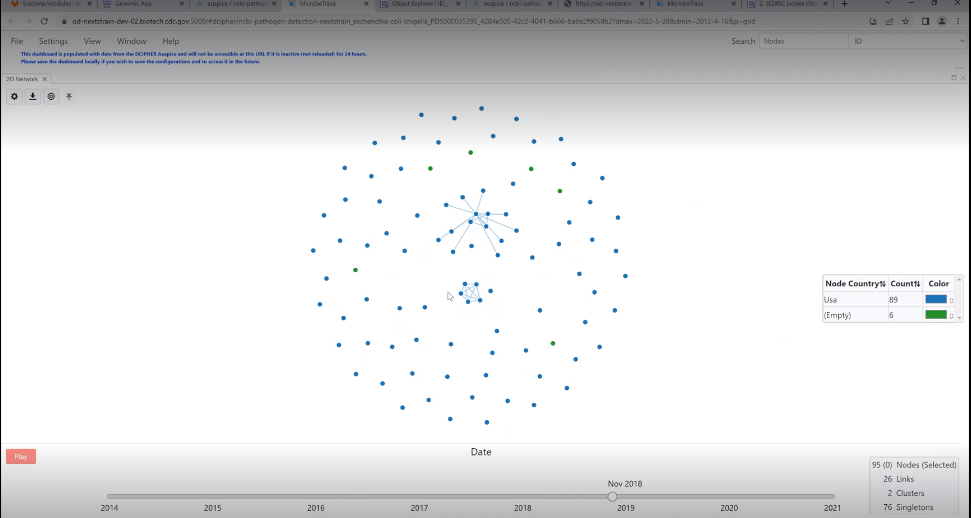 Scicomp/modules - w
Genomic App
auspice / ncbi-pathog
MicrobeTrace
Object Explorer (ID_
auspice / ncbi-pathog
https://od-nextstrain
MicrobeTrace
2. SEDRIC Isolate Ob
od-nextstrain-dev-02.biotech.cdc.gov:5000/#dcipher/ncbi-pathogen-detection-nextstrain_escherichia-coli-shigella_PDS000035295_4284e505-42c2-4041-b666-babe2f9058b2?dmax=2022-5-28&dmin=2012-4-16&p=grid
File Settings View Window Help
Search Nodes ID
This dashboard is populated with data from the DCIPHER Auspice and will not be accessible at this URL if it is inactive (not reloaded) for 24 hours.
Please save the dashboard locally if you wish to save the configurations and to access it in the future.
2D Network
Node Country Count Color
Usa 89
(Empty) 6
Play
Date
Nov 2018
2014 2015 2016 2017 2018 2019 2020 2021
95 (0) Nodes (Selected)
26 Links
2 Clusters
76 Singletons